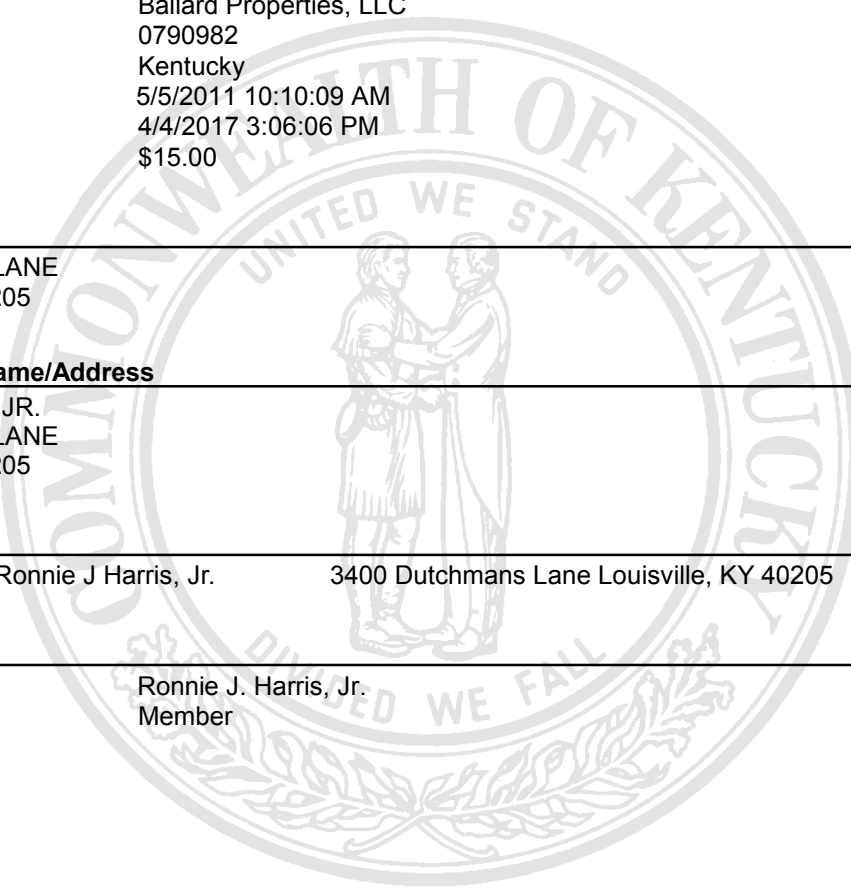 Ballard Properties, LLC
0790982
Kentucky
5/5/2011 10:10:09 AM
4/4/2017 3:06:06 PM
$15.00
LANE
205
ame/Address
JR.
LANE
205
Ronnie J Harris, Jr. 3400 Dutchmans Lane Louisville, KY 40205
Ronnie J. Harris, Jr.
Member
COMMONWEALTH OF KENTUCKY
UNITED WE STAND
DIVIDED WE FALL